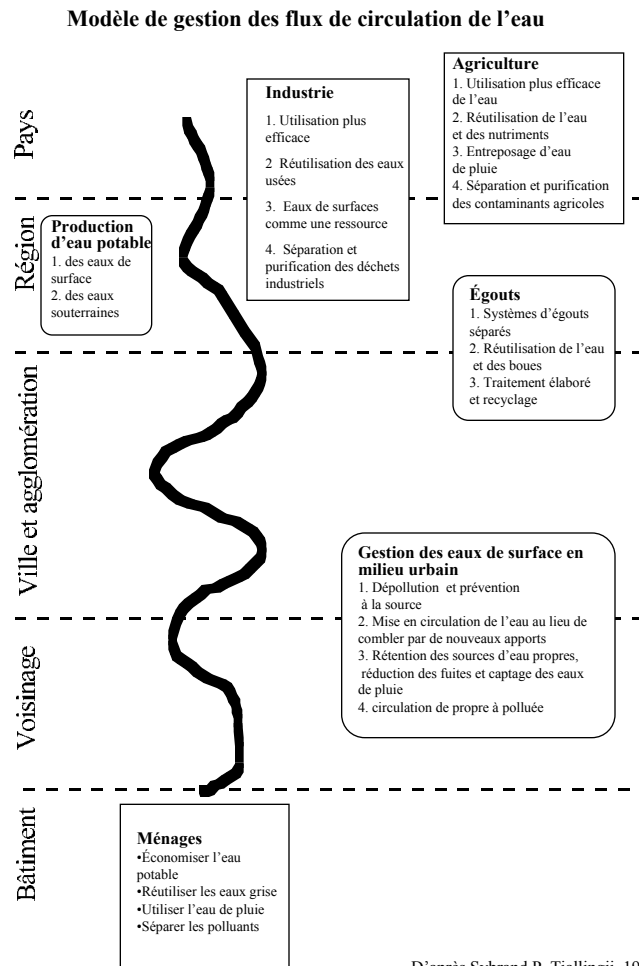 Modèle de gestion des flux de circulation de l'eau
Pays
Industrie
1. Utilisation plus
efficace
2 Réutilisation des eaux
usées
3. Eaux de surfaces
comme une ressource
4. Séparation et
purification des déchets
industriels
Agriculture
1. Utilisation plus efficace
de l'eau
2. Réutilisation de l'eau
et des nutriments
3. Entreposage d'eau
de pluie
4. Séparation et purification
des contaminants agricoles
Région
Production
d'eau potable
1. des eaux de
surface
2. des eaux
souterraines
Égouts
1. Systèmes d'égouts
séparés
2. Réutilisation de l'eau
et des boues
3. Traitement élaboré
et recyclage
Ville et agglomération
Gestion des eaux de surface en
milieu urbain
1. Dépollution et prévention
à la source
2. Mise en circulation de l'eau au lieu de
combler par de nouveaux apports
3. Rétention des sources d'eau propres,
réduction des fuites et captage des eaux
de pluie
4. circulation de propre à polluée
Voisinage
Bâtiment
Ménages
•Économiser l'eau
potable
•Réutiliser les eaux grise
•Utiliser l'eau de pluie
•Séparer les polluants
D'après Sybrand P.